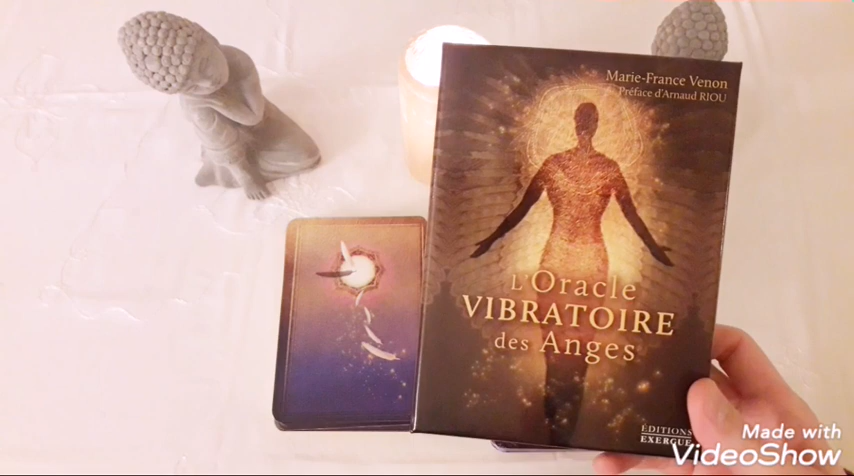 Marie-France Venon
Préface d'Arnaud RIOU
L'Oracle
VIBRATOIRE
des Anges
ÉDITIONS
EXERGUE
Made with
VideoShow